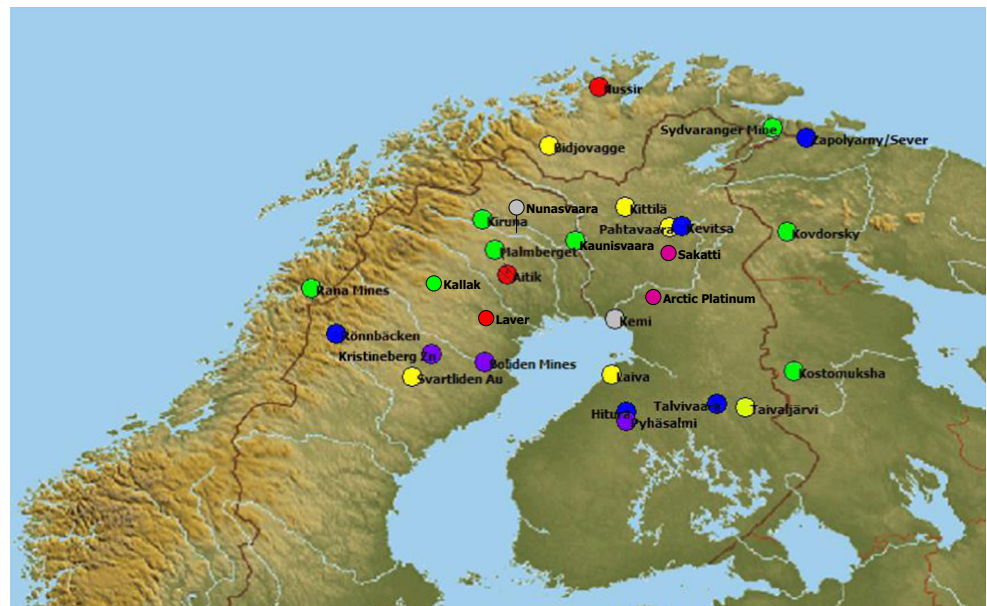 Nussir
Sydvaranger Mine
Zapolyarny/Sever
Bidjovagge
Nunasvaara
Kittilä
Kiruna
Pahtavaara
Kevitsa
Kovdorsky
Kaunisvaara
Malmberget
Sakatti
Aitik
Kallak
Rana Mines
Arctic Platinum
Laver
Kemi
Rönnbäcken
Kristineberg Zn
Boliden Mines
Svartliden Au
Laiva
Kostomuksha
Talvivaara
Taivaljärvi
Hitura
Pyhäsalmi